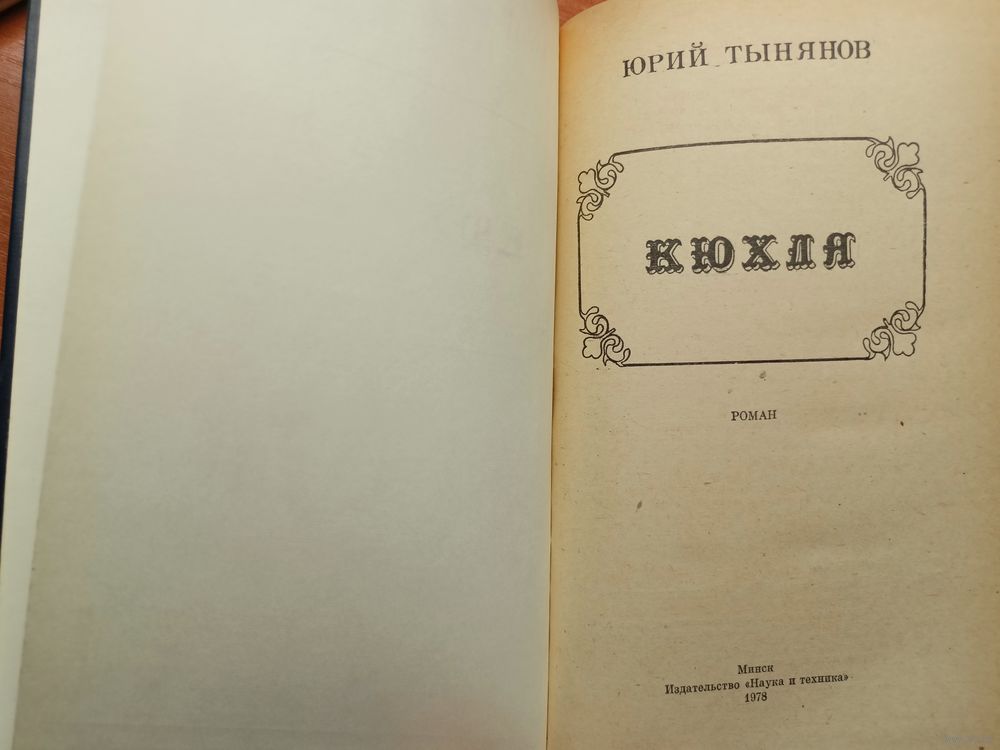 ЮРИЙ ТЫНЯНОВ
КЮХЛЯ
РОМАН
Минск
Издательство «Наука и техника»
1978